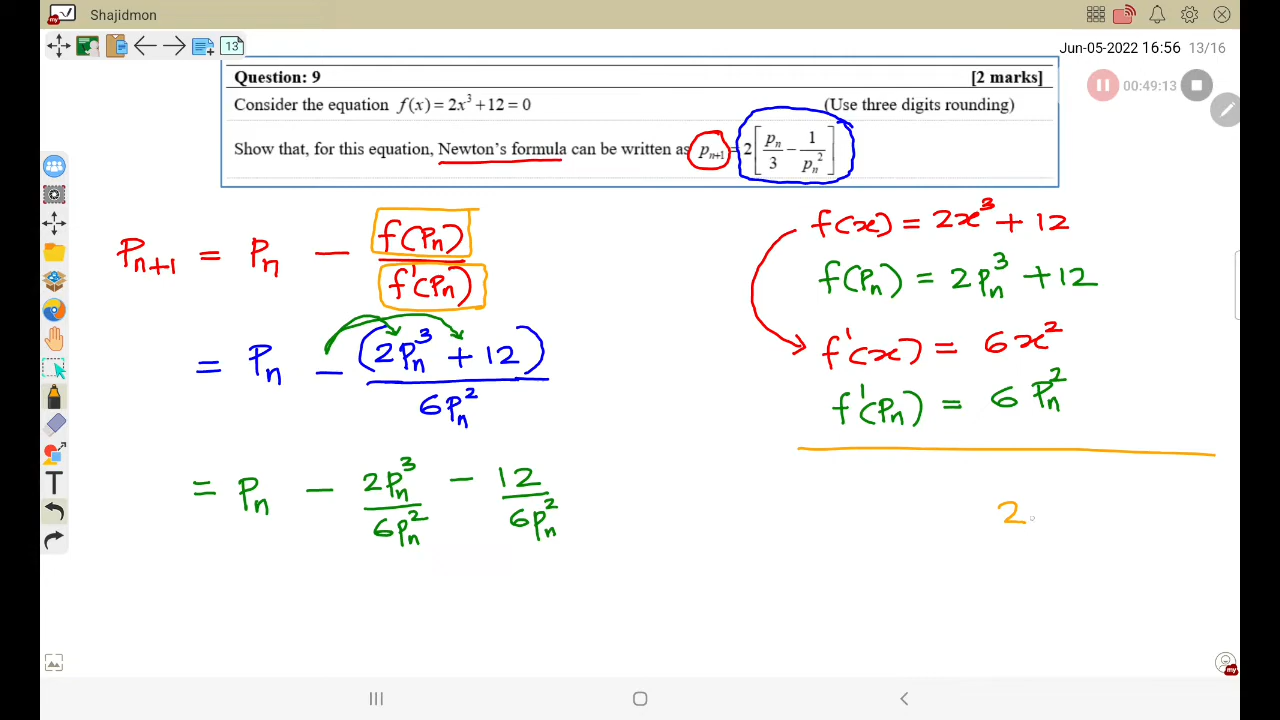 Shajidmon
13
Jun-05-2022 16:56 13/16
00:49:13
Question: 9 [2 marks]
Consider the equation f(x) = 2x³ + 12 = 0 (Use three digits rounding)
Show that, for this equation, Newton's formula can be written as pₙ₊₁ = 2[pₙ/3 − 1/pₙ²]
Pₙ₊₁ = Pₙ − f(Pₙ)/f'(Pₙ)
= Pₙ − (2Pₙ³ + 12)/6Pₙ²
= Pₙ − 2Pₙ³/6Pₙ² − 12/6Pₙ²
f(x) = 2x³ + 12
f(Pₙ) = 2Pₙ³ + 12
f'(x) = 6x²
f'(Pₙ) = 6Pₙ²
2
T